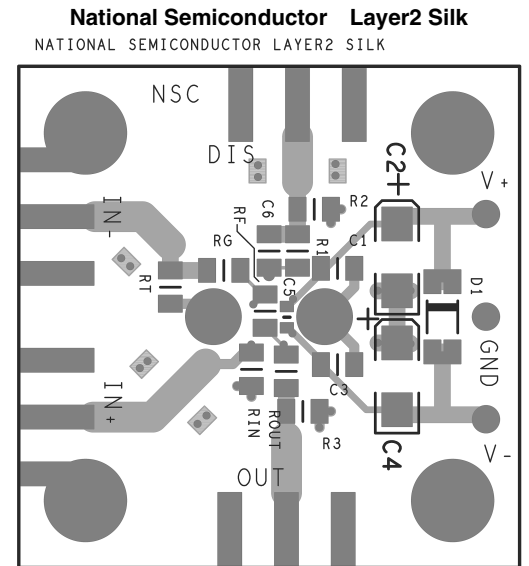 National Semiconductor Layer2 Silk
NATIONAL SEMICONDUCTOR LAYER2 SILK
NSC
DIS
C2+
V+
IN-
C6
R2
RF
RG
R1
C1
RT
C5
D1
+
GND
IN+
C3
RIN
ROUT
R3
C4
V-
OUT